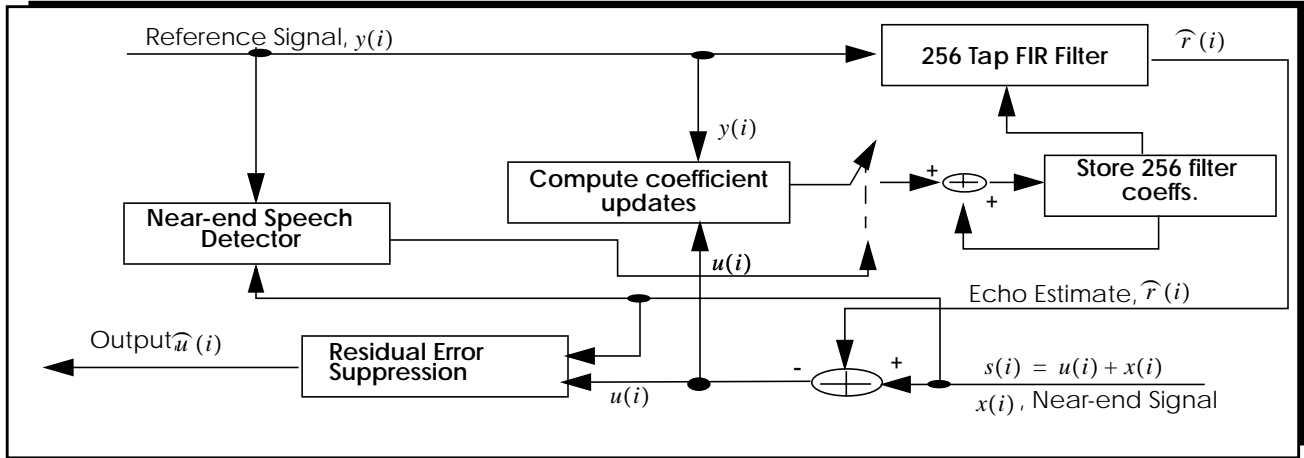 Reference Signal, y(i)
r̂(i)
256 Tap FIR Filter
y(i)
Compute coefficient
updates
+
+
Store 256 filter
coeffs.
Near-end Speech
Detector
u(i)
Echo Estimate, r̂(i)
Output, û(i)
Residual Error
Suppression
-
+
s(i) = u(i) + x(i)
u(i)
x(i), Near-end Signal